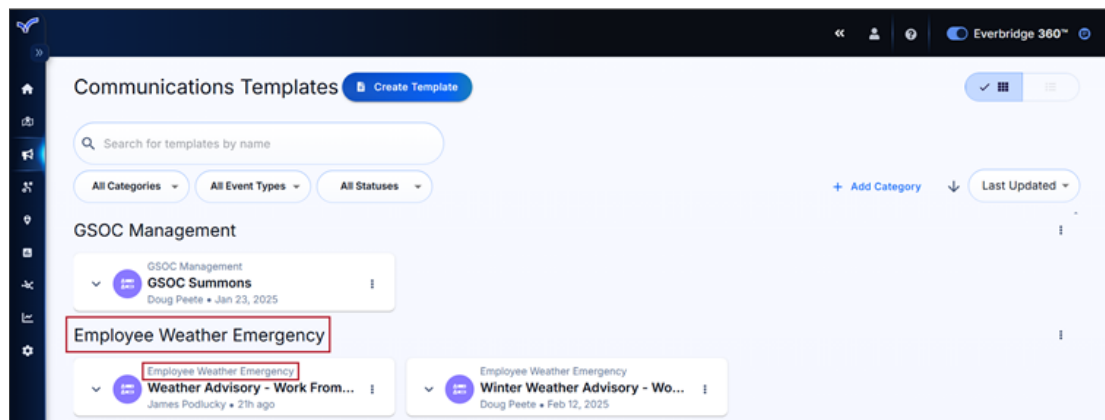 Everbridge 360™
Communications Templates
Create Template
Search for templates by name
All Categories
All Event Types
All Statuses
+ Add Category
Last Updated
GSOC Management
GSOC Management
GSOC Summons
Doug Peete • Jan 23, 2025
Employee Weather Emergency
Employee Weather Emergency
Weather Advisory - Work From...
James Podlucky • 21h ago
Employee Weather Emergency
Winter Weather Advisory - Wo...
Doug Peete • Feb 12, 2025